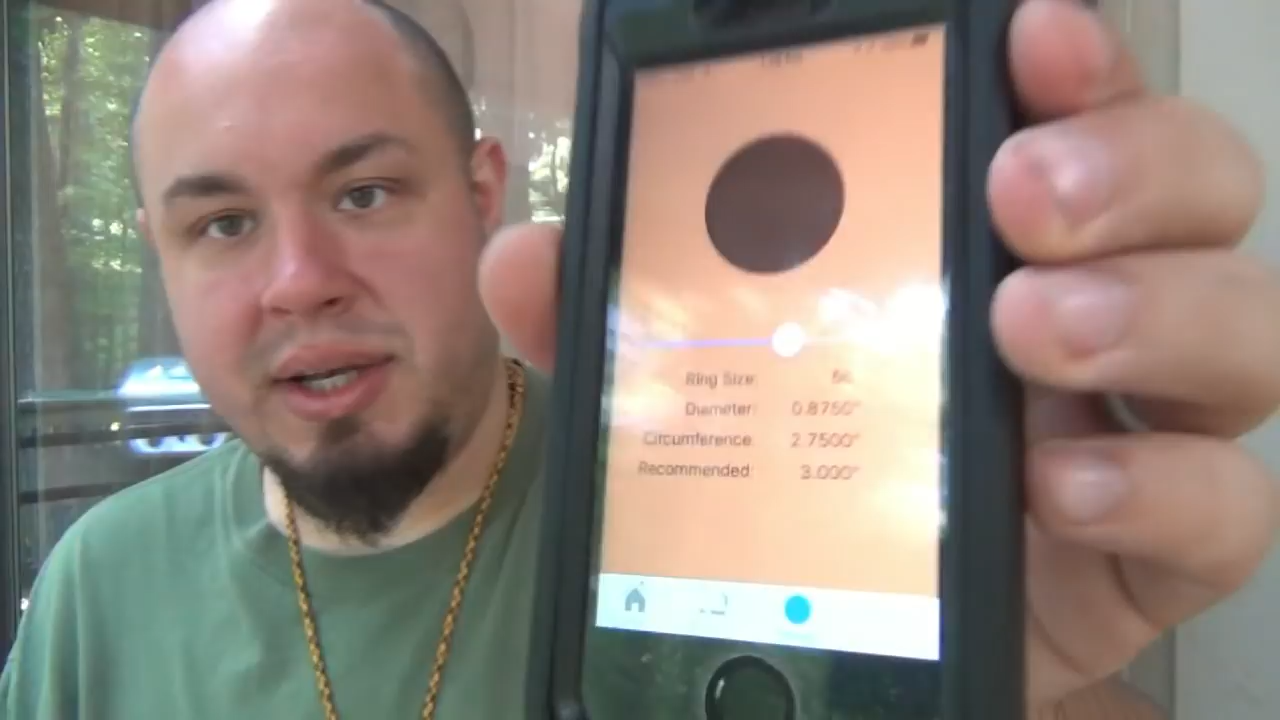 Ring Size:
Diameter: 0.8750"
Circumference: 2.7500"
Recommended: 3.000"